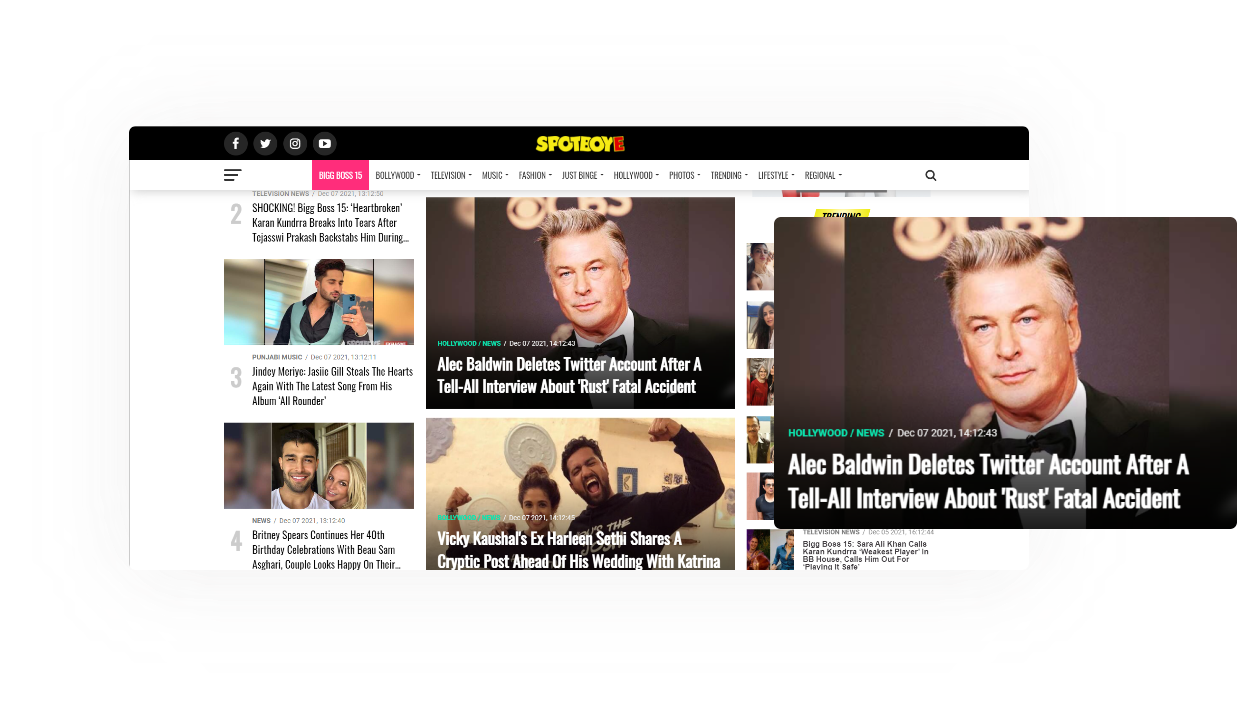 SPOTBOYE
BIGG BOSS 15 BOLLYWOOD TELEVISION MUSIC FASHION JUST BINGE HOLLYWOOD PHOTOS TRENDING LIFESTYLE REGIONAL
TELEVISION NEWS / Dec 07 2021, 13:12:50
2
SHOCKING! Bigg Boss 15: ‘Heartbroken’
Karan Kundrra Breaks Into Tears After
Tejasswi Prakash Backstabs Him During...
PUNJABI MUSIC / Dec 07 2021, 13:12:11
3
Jindey Meriye: Jasiie Gill Steals The Hearts
Again With The Latest Song From His
Album ‘All Rounder’
NEWS / Dec 07 2021, 13:12:40
4
Britney Spears Continues Her 40th
Birthday Celebrations With Beau Sam
Asghari, Couple Looks Happy On Their...
HOLLYWOOD / NEWS / Dec 07 2021, 14:12:43
Alec Baldwin Deletes Twitter Account After A
Tell-All Interview About 'Rust' Fatal Accident
Dec 07 2021, 14:12:45
Vicky Kaushal's Ex Harleen Sethi Shares A
Cryptic Post Ahead Of His Wedding With Katrina
TRENDING
HOLLYWOOD / NEWS / Dec 07 2021, 14:12:43
Alec Baldwin Deletes Twitter Account After A
Tell-All Interview About 'Rust' Fatal Accident
TELEVISION NEWS / Dec 05 2021, 16:12:44
Bigg Boss 15: Sara Ali Khan Calls
Karan Kundrra ‘Weakest Player’ In
BB House, Calls Him Out For
‘Playing It Safe’